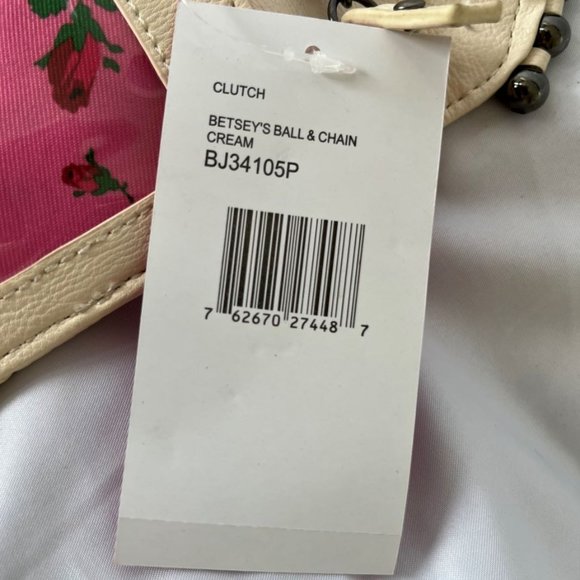 CLUTCH
BETSEY'S BALL & CHAIN
CREAM
BJ34105P
7 62670 27448 7